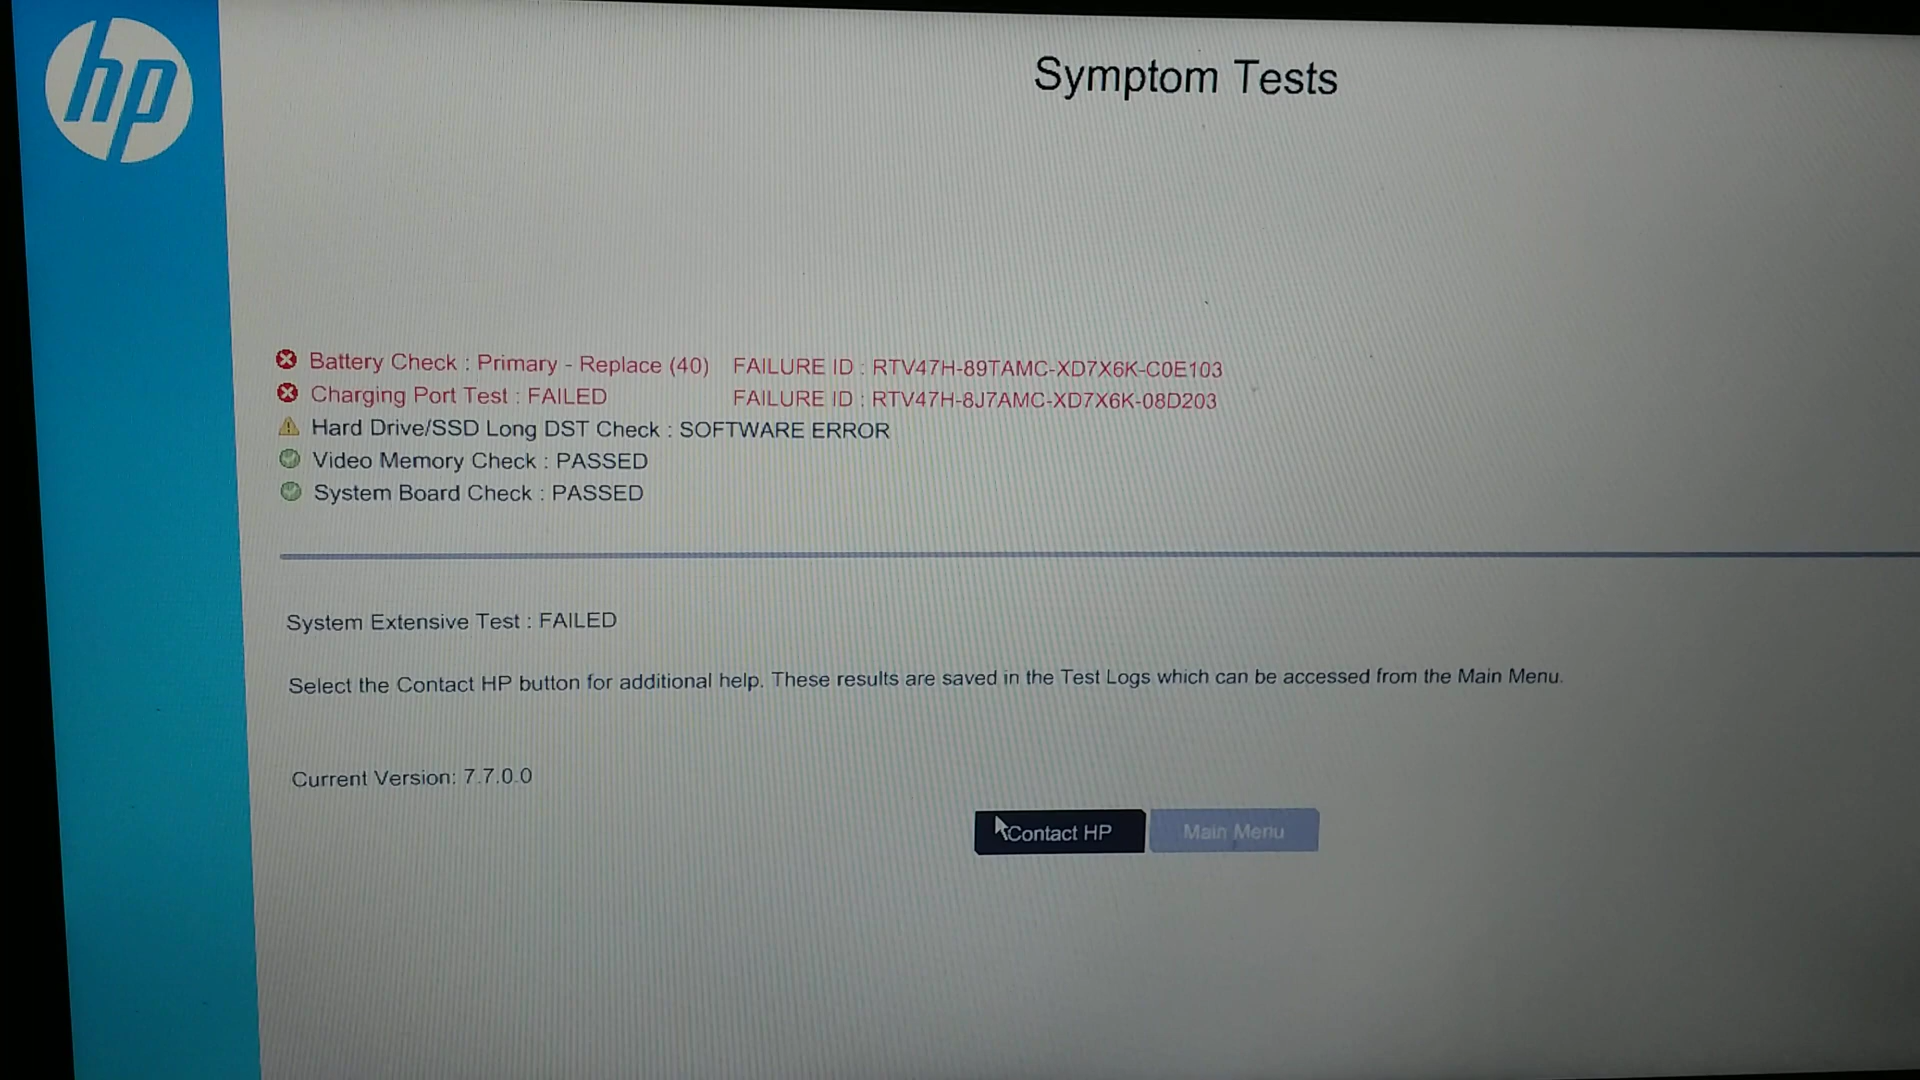 hp
Symptom Tests
Battery Check : Primary - Replace (40) FAILURE ID : RTV47H-89TAMC-XD7X6K-C0E103
Charging Port Test : FAILED FAILURE ID : RTV47H-8J7AMC-XD7X6K-08D203
Hard Drive/SSD Long DST Check : SOFTWARE ERROR
Video Memory Check : PASSED
System Board Check : PASSED
System Extensive Test : FAILED
Select the Contact HP button for additional help. These results are saved in the Test Logs which can be accessed from the Main Menu.
Current Version: 7.7.0.0
Contact HP Main Menu